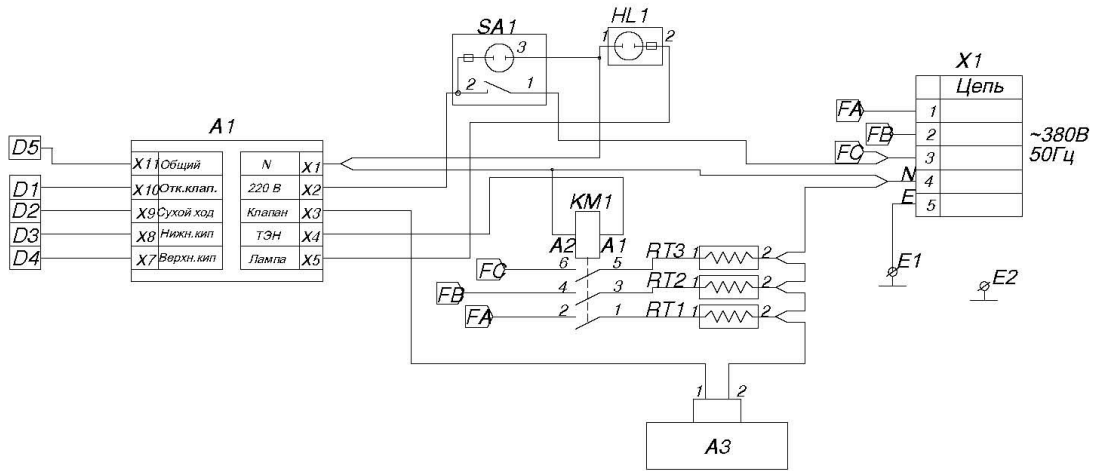 HL1
SA1
1 2
3
2 1
X1
Цепь
FA 1
FB 2
FC 3
N 4
E 5
~380В
50Гц
A1
D5 X11 Общий N X1
D1 X10 Отк.клап. 220 В X2
D2 X9 Сухой ход Клапан X3
D3 X8 Нижн.кип ТЭН X4
D4 X7 Верхн.кип Лампа X5
KM1
A2 A1
FC 6 5 RT3 1 2
FB 4 3 RT2 1 2
FA 2 1 RT1 1 2
E1
E2
1 2
A3